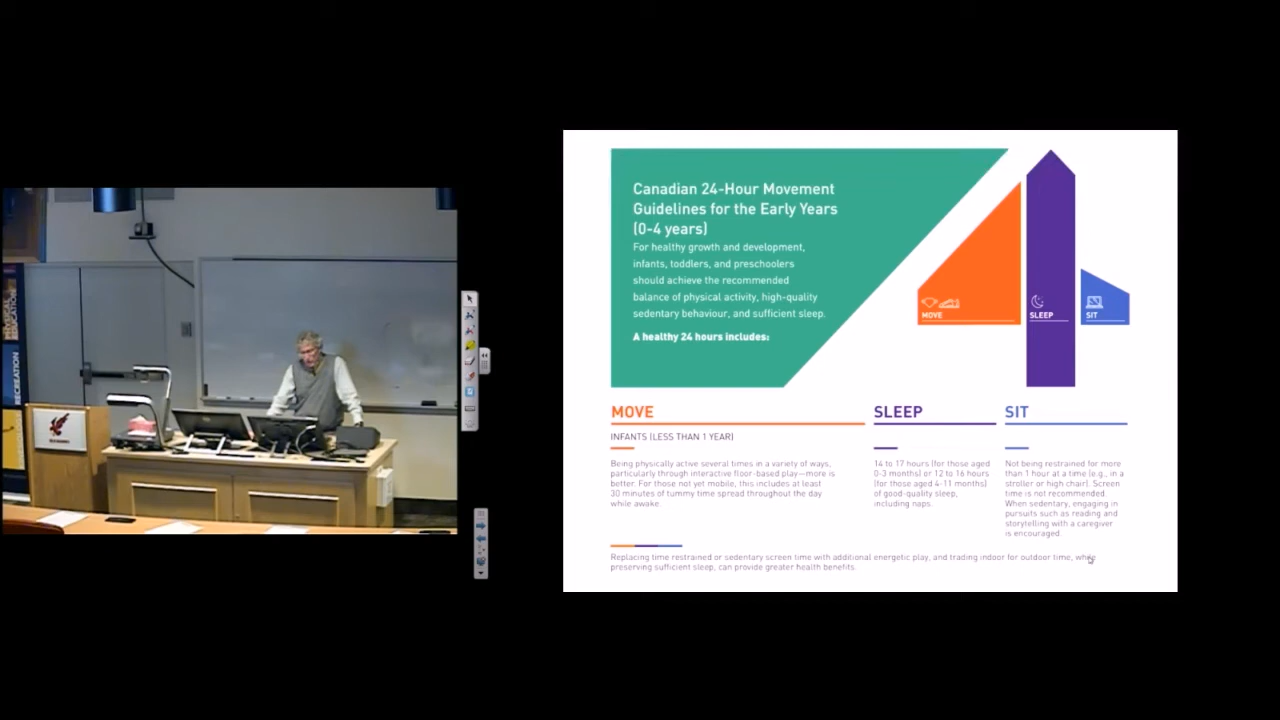 RECREATION
Canadian 24-Hour Movement
Guidelines for the Early Years
(0-4 years)
For healthy growth and development,
infants, toddlers, and preschoolers
should achieve the recommended
balance of physical activity, high-quality
sedentary behaviour, and sufficient sleep.
A healthy 24 hours includes:
MOVE
SLEEP
SIT
MOVE
INFANTS (LESS THAN 1 YEAR)
Being physically active several times in a variety of ways,
particularly through interactive floor-based play—more is
better. For those not yet mobile, this includes at least
30 minutes of tummy time spread throughout the day
while awake.
SLEEP
14 to 17 hours (for those aged
0-3 months) or 12 to 16 hours
(for those aged 4-11 months)
of good-quality sleep,
including naps.
SIT
Not being restrained for more
than 1 hour at a time (e.g., in a
stroller or high chair). Screen
time is not recommended.
When sedentary, engaging in
pursuits such as reading and
storytelling with a caregiver
is encouraged.
Replacing time restrained or sedentary screen time with additional energetic play, and trading indoor for outdoor time, while
preserving sufficient sleep, can provide greater health benefits.